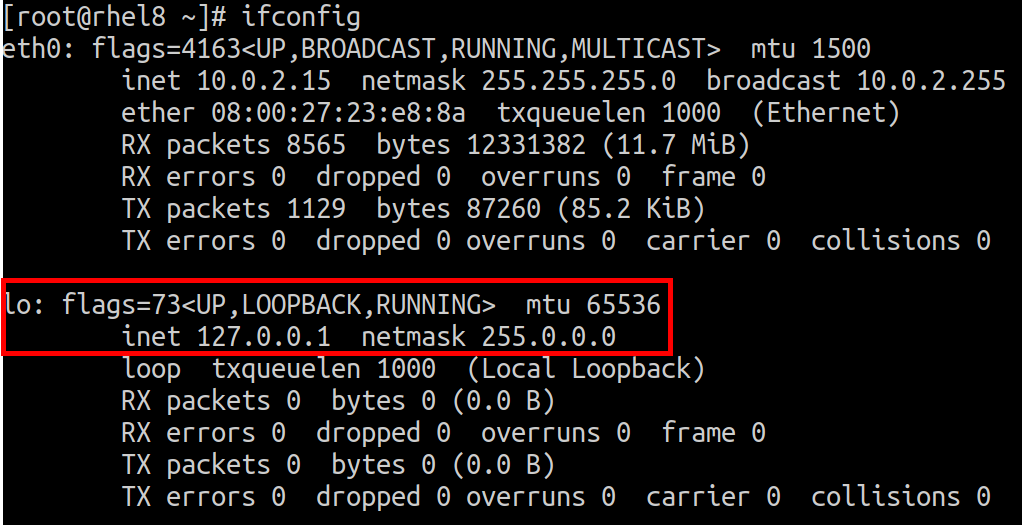 [root@rhel8 ~]# ifconfig
eth0: flags=4163<UP,BROADCAST,RUNNING,MULTICAST>  mtu 1500
        inet 10.0.2.15  netmask 255.255.255.0  broadcast 10.0.2.255
        ether 08:00:27:23:e8:8a  txqueuelen 1000  (Ethernet)
        RX packets 8565  bytes 12331382 (11.7 MiB)
        RX errors 0  dropped 0  overruns 0  frame 0
        TX packets 1129  bytes 87260 (85.2 KiB)
        TX errors 0  dropped 0 overruns 0  carrier 0  collisions 0

lo: flags=73<UP,LOOPBACK,RUNNING>  mtu 65536
        inet 127.0.0.1  netmask 255.0.0.0
        loop  txqueuelen 1000  (Local Loopback)
        RX packets 0  bytes 0 (0.0 B)
        RX errors 0  dropped 0  overruns 0  frame 0
        TX packets 0  bytes 0 (0.0 B)
        TX errors 0  dropped 0 overruns 0  carrier 0  collisions 0